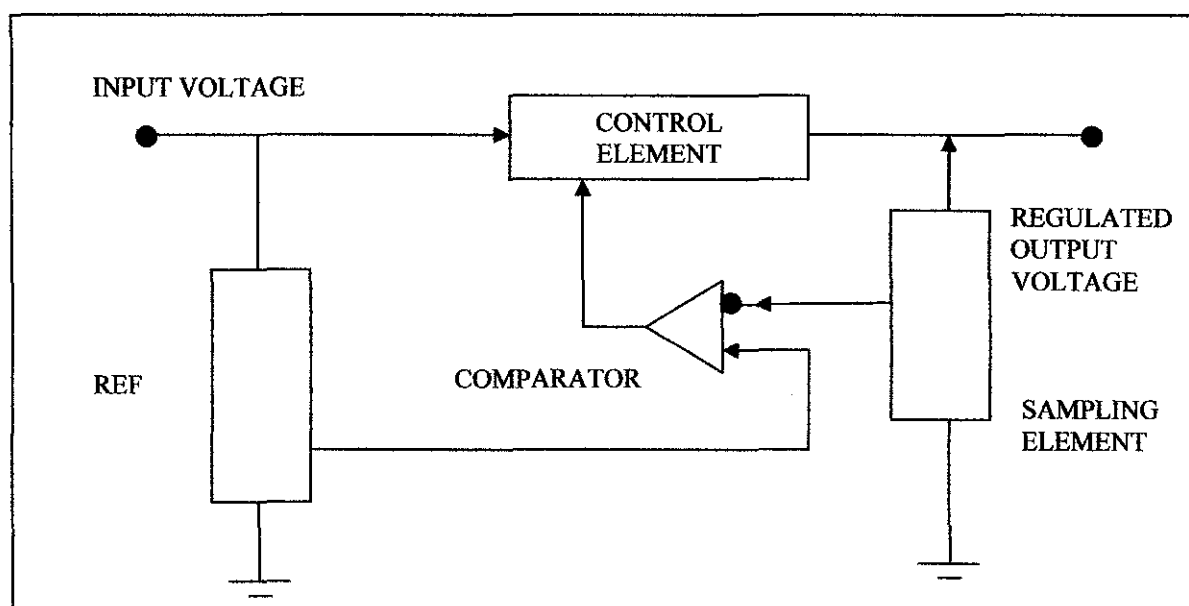 INPUT VOLTAGE
CONTROL
ELEMENT
REGULATED
OUTPUT
VOLTAGE
REF
COMPARATOR
SAMPLING
ELEMENT